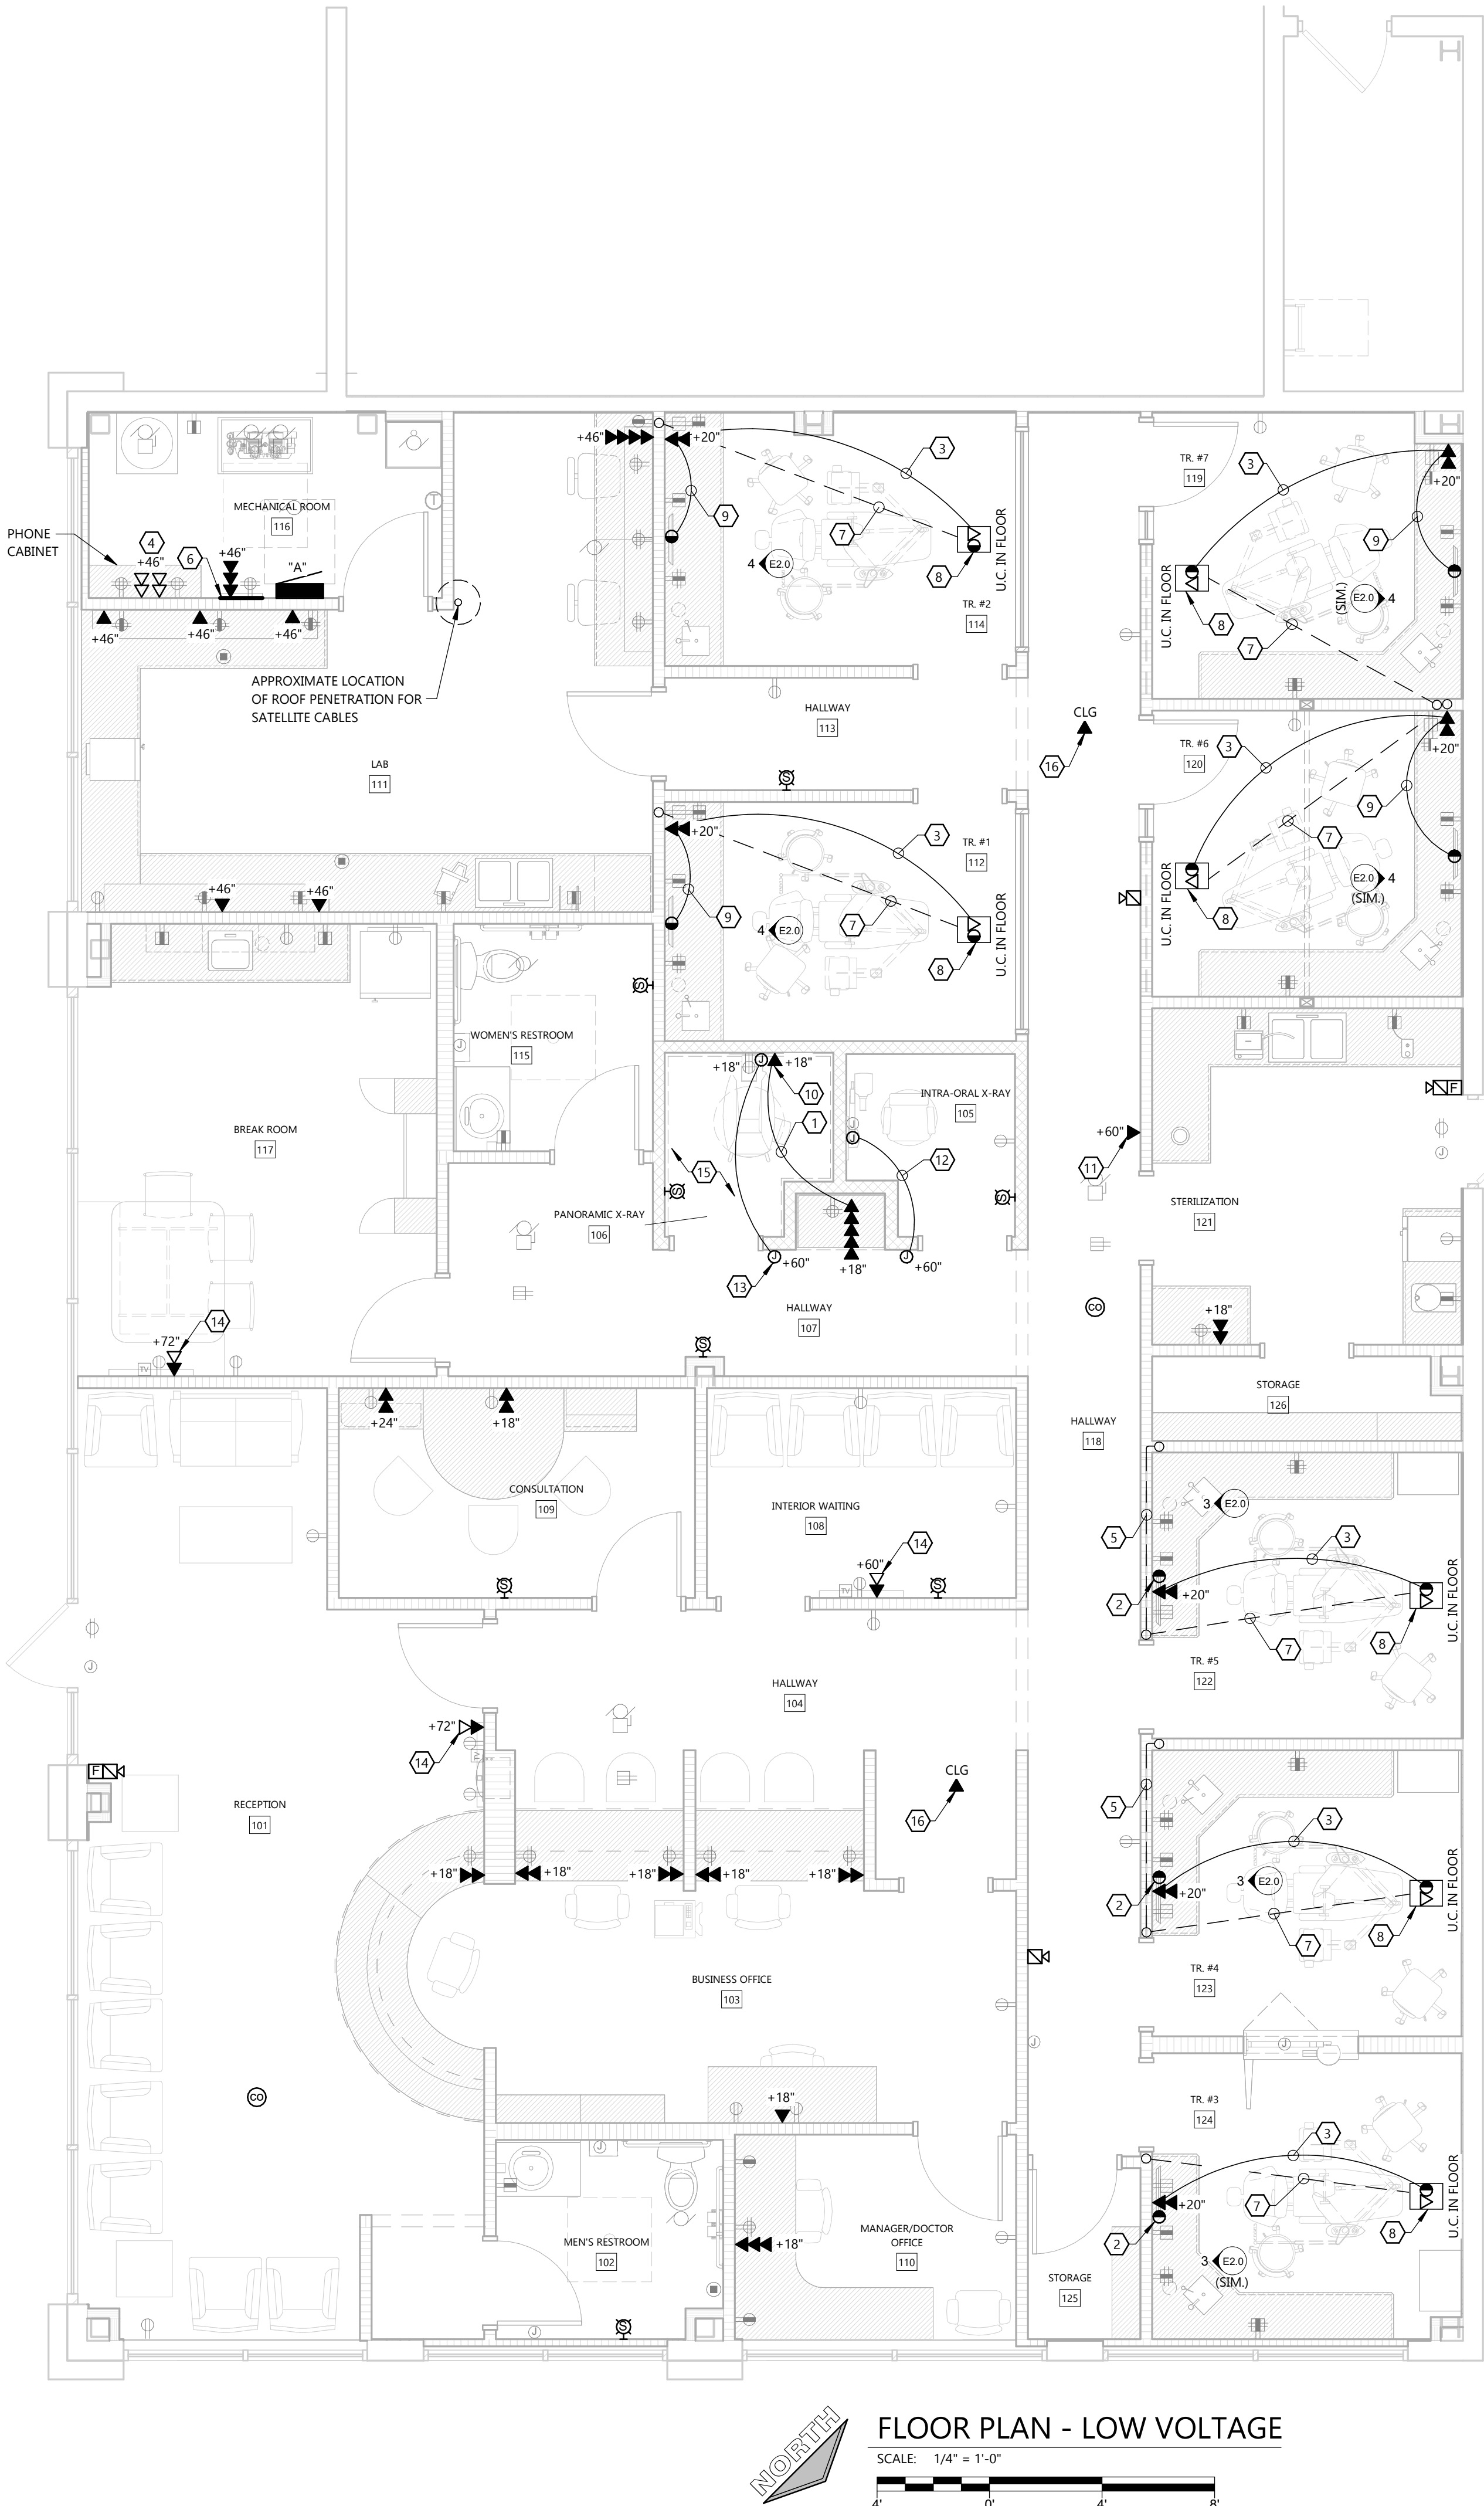 +46"
+20"
3
9
7
4 E2.0
8
U.C. IN FLOOR
TR. #2
114
TR. #7
119
3
+20"
9
U.C. IN FLOOR
(SIM.)
E2.0 4
8
7
MECHANICAL ROOM
116
PHONE
CABINET
4
+46"
6
+46"
"A"
T
+46"
+46"
+46"
APPROXIMATE LOCATION
OF ROOF PENETRATION FOR
SATELLITE CABLES
HALLWAY
113
CLG
16
TR. #6
120
3
+20"
9
7
U.C. IN FLOOR
E2.0 4
(SIM.)
8
LAB
111
S
+20"
3
TR. #1
112
9
4 E2.0
7
8
U.C. IN FLOOR
+46"
+46"
S
WOMEN'S RESTROOM
115
J
+18"
J
+18"
10
1
INTRA-ORAL X-RAY
105
J
J
12
F
+60"
11
J
BREAK ROOM
117
15
S
S
PANORAMIC X-RAY
106
STERILIZATION
121
J
+60"
+18"
J
+60"
13
HALLWAY
107
CO
+18"
14
+72"
TV
S
STORAGE
126
+24"
+18"
HALLWAY
118
CONSULTATION
109
INTERIOR WAITING
108
14
+60"
TV
S
S
3 E2.0
5
3
2
+20"
7
8
U.C. IN FLOOR
TR. #5
122
J
HALLWAY
104
+72"
14
TV
F
CLG
16
RECEPTION
101
5
3
+18"
+18"
+18"
+18"
+18"
3 E2.0
2
+20"
7
8
U.C. IN FLOOR
BUSINESS OFFICE
103
TR. #4
123
J
J
CO
+18"
TR. #3
124
3
J
+20"
7
8
U.C. IN FLOOR
2
3 E2.0
(SIM.)
MEN'S RESTROOM
102
+18"
MANAGER/DOCTOR
OFFICE
110
STORAGE
125
J
S
NORTH
FLOOR PLAN - LOW VOLTAGE
SCALE: 1/4" = 1'-0"
4' 0' 4' 8'